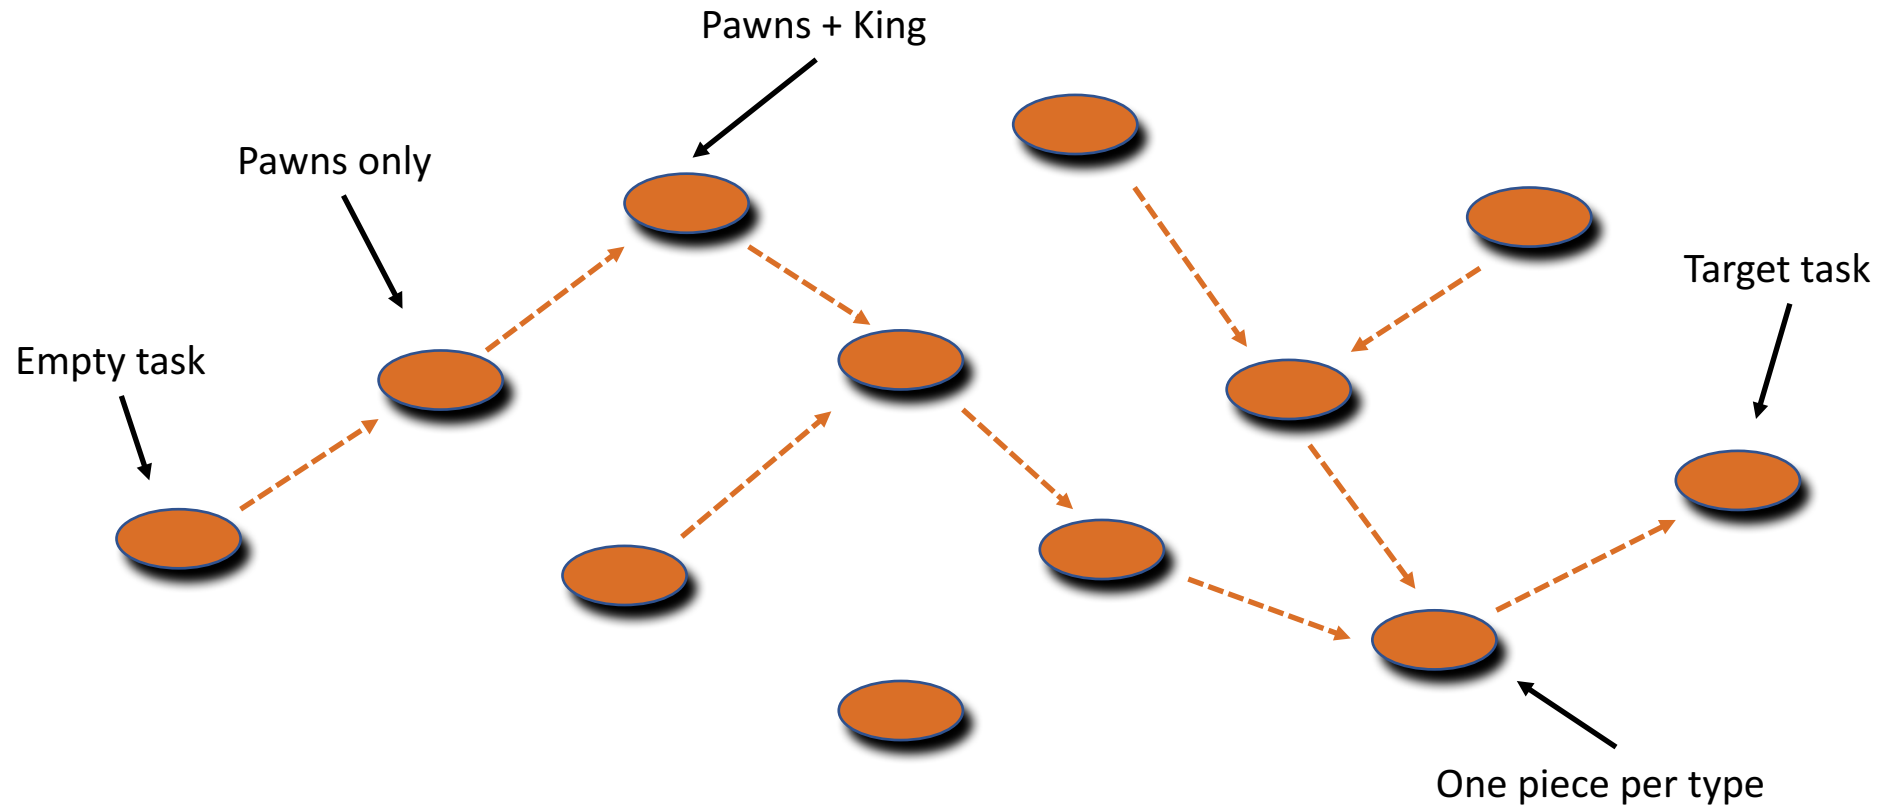 Pawns + King
Pawns only
Target task
Empty task
One piece per type